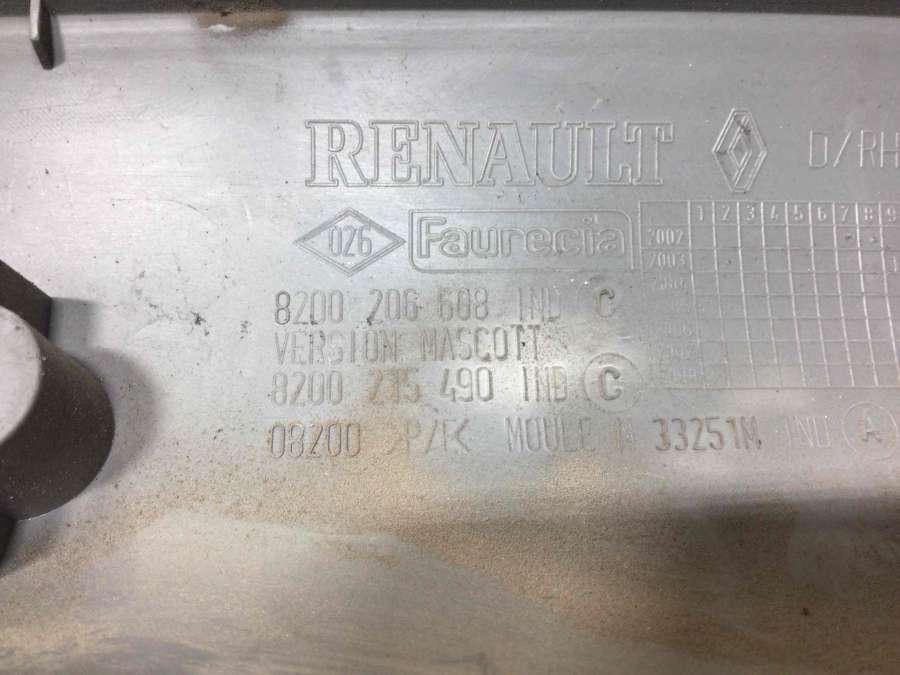 RENAULT D/RH
026 Faurecia
1 2 3 4 5 6 7 8 9
2002
2003
8200 206 608 IND C
VERSION MASCOTT
8200 235 490 IND C
08200 >P/E< MOULE 33251M IND A